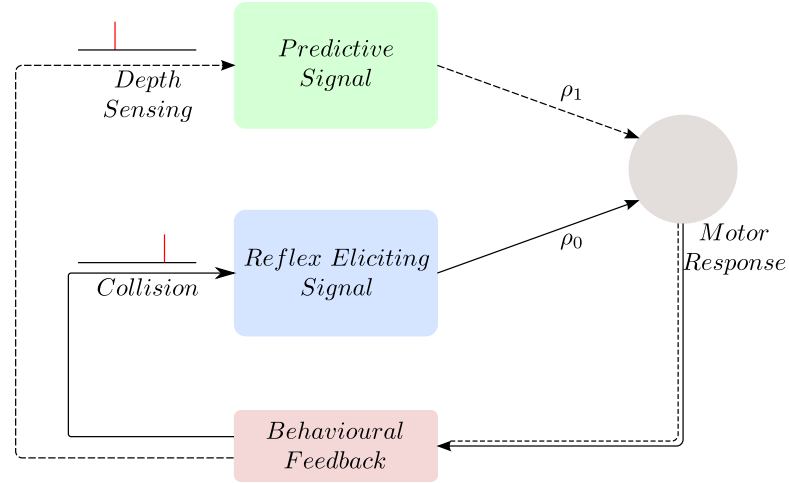 Predictive
Signal
Depth
Sensing
ρ1
Reflex Eliciting
Signal
Collision
ρ0
Motor
Response
Behavioural
Feedback